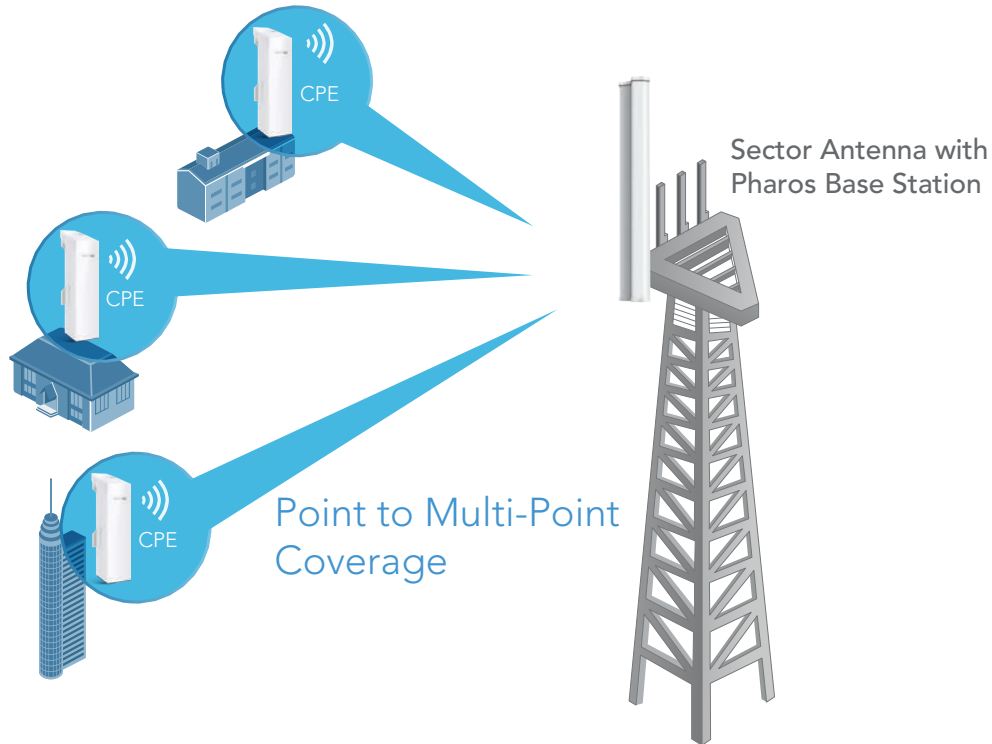 CPE
Sector Antenna with
Pharos Base Station
CPE
CPE
Point to Multi-Point
Coverage